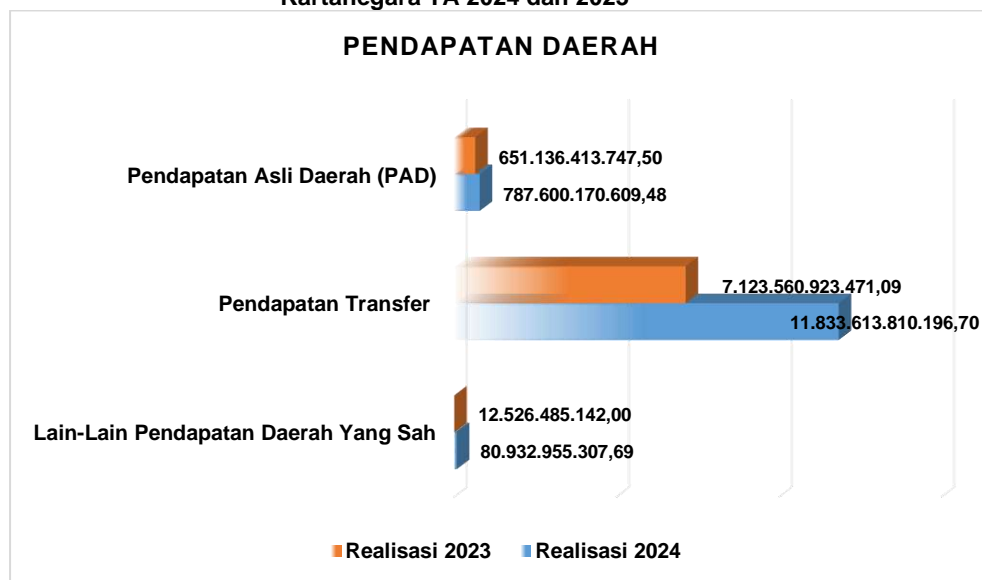 Kartanegara TA 2024 dan 2023
PENDAPATAN DAERAH
Pendapatan Asli Daerah (PAD)
651.136.413.747,50
787.600.170.609,48
Pendapatan Transfer
7.123.560.923.471,09
11.833.613.810.196,70
Lain-Lain Pendapatan Daerah Yang Sah
12.526.485.142,00
80.932.955.307,69
Realisasi 2023 Realisasi 2024